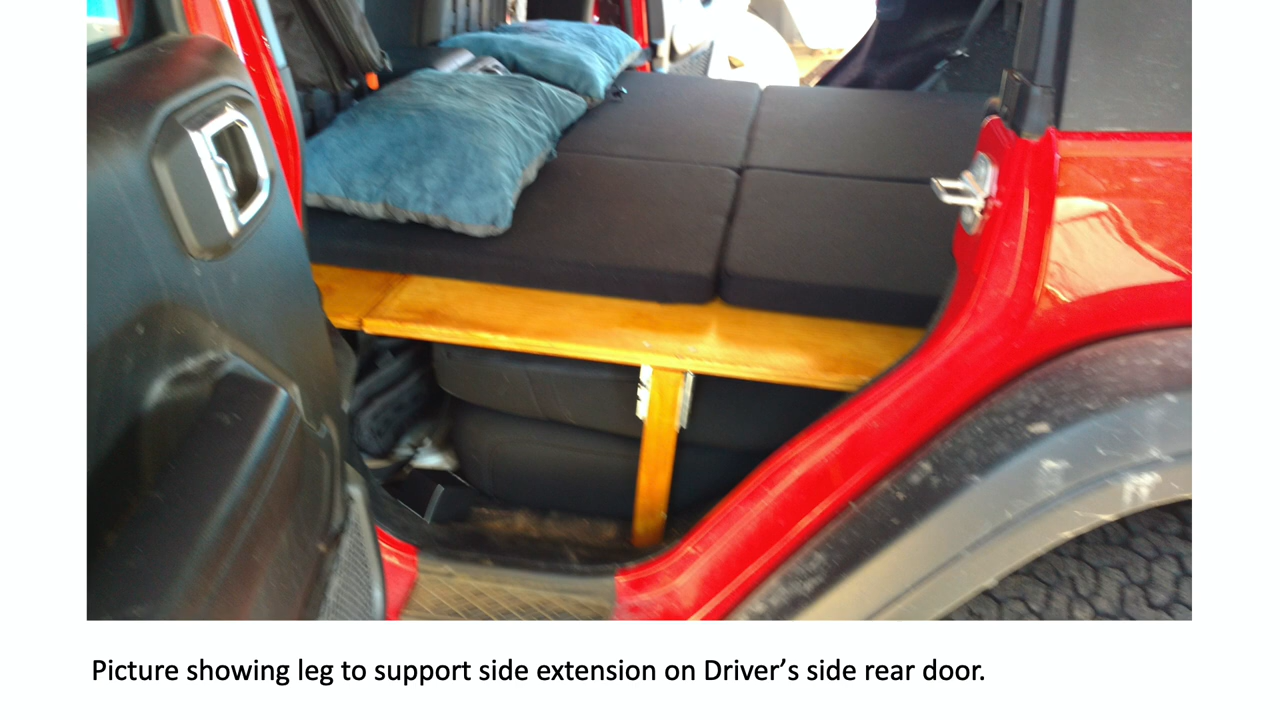 Picture showing leg to support side extension on Driver’s side rear door.